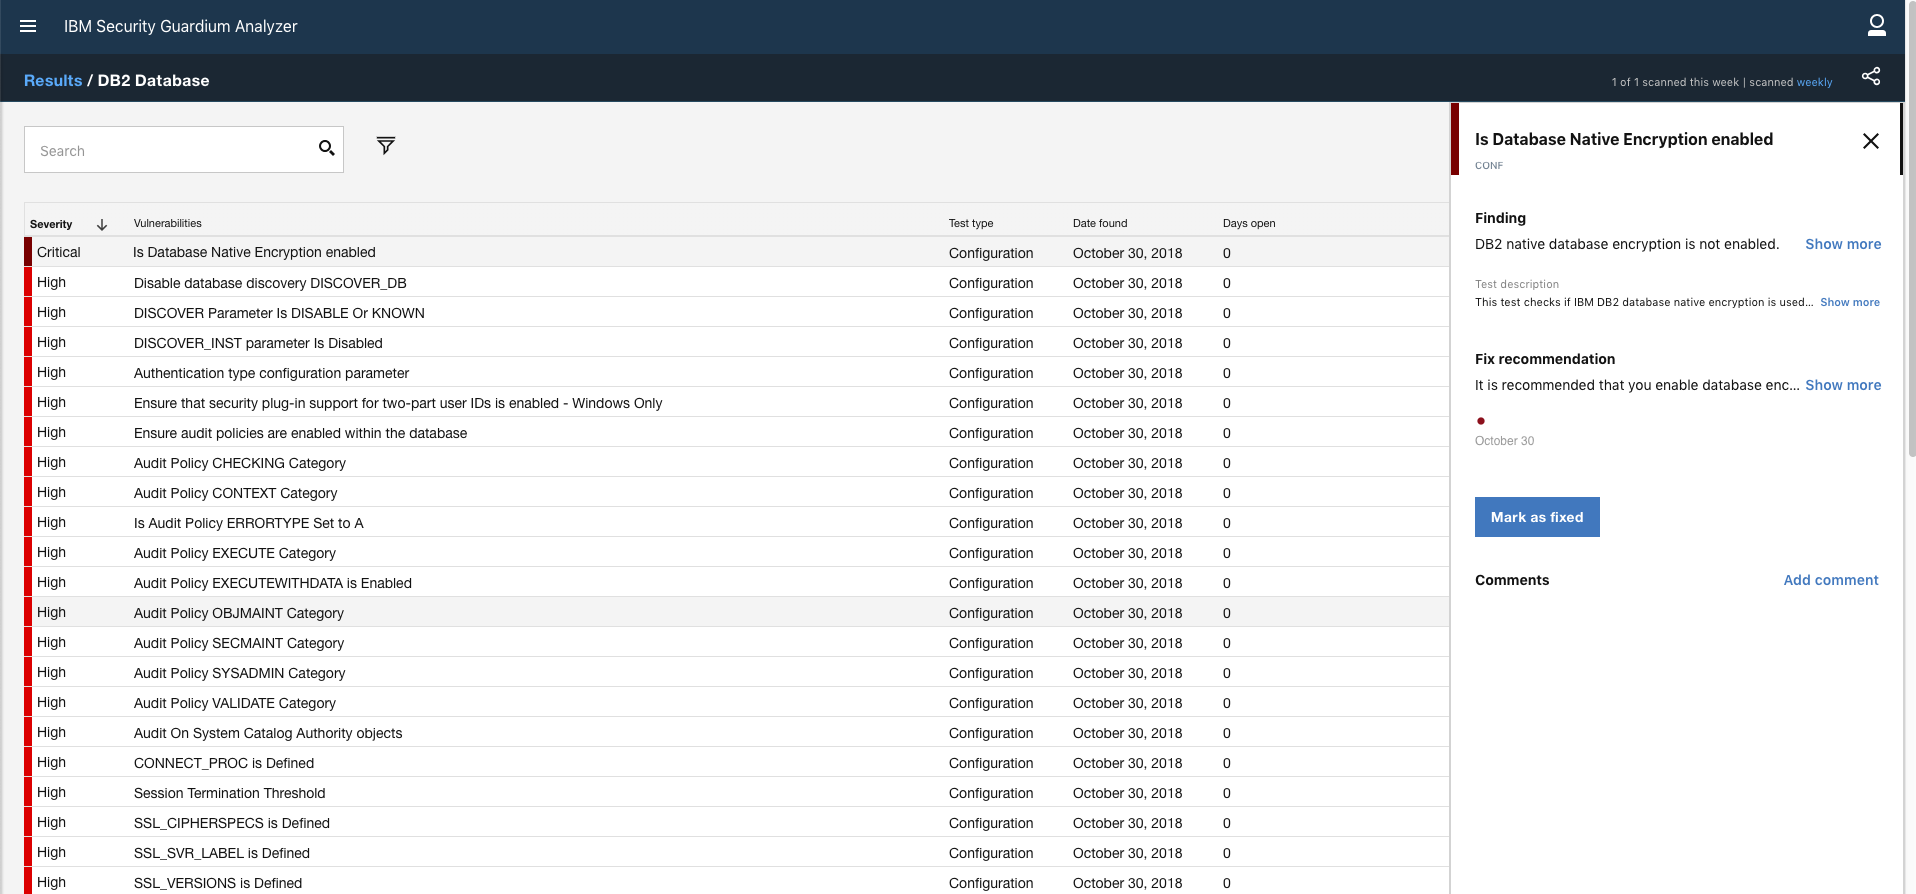 IBM Security Guardium Analyzer
Results / DB2 Database
1 of 1 scanned this week | scanned weekly
Search
Severity Vulnerabilities Test type Date found Days open
Critical Is Database Native Encryption enabled Configuration October 30, 2018 0
High Disable database discovery DISCOVER_DB Configuration October 30, 2018 0
High DISCOVER Parameter Is DISABLE Or KNOWN Configuration October 30, 2018 0
High DISCOVER_INST parameter Is Disabled Configuration October 30, 2018 0
High Authentication type configuration parameter Configuration October 30, 2018 0
High Ensure that security plug-in support for two-part user IDs is enabled - Windows Only Configuration October 30, 2018 0
High Ensure audit policies are enabled within the database Configuration October 30, 2018 0
High Audit Policy CHECKING Category Configuration October 30, 2018 0
High Audit Policy CONTEXT Category Configuration October 30, 2018 0
High Is Audit Policy ERRORTYPE Set to A Configuration October 30, 2018 0
High Audit Policy EXECUTE Category Configuration October 30, 2018 0
High Audit Policy EXECUTEWITHDATA is Enabled Configuration October 30, 2018 0
High Audit Policy OBJMAINT Category Configuration October 30, 2018 0
High Audit Policy SECMAINT Category Configuration October 30, 2018 0
High Audit Policy SYSADMIN Category Configuration October 30, 2018 0
High Audit Policy VALIDATE Category Configuration October 30, 2018 0
High Audit On System Catalog Authority objects Configuration October 30, 2018 0
High CONNECT_PROC is Defined Configuration October 30, 2018 0
High Session Termination Threshold Configuration October 30, 2018 0
High SSL_CIPHERSPECS is Defined Configuration October 30, 2018 0
High SSL_SVR_LABEL is Defined Configuration October 30, 2018 0
High SSL_VERSIONS is Defined Configuration October 30, 2018 0
Is Database Native Encryption enabled
CONF
Finding
DB2 native database encryption is not enabled. Show more
Test description
This test checks if IBM DB2 database native encryption is used... Show more
Fix recommendation
It is recommended that you enable database enc... Show more
October 30
Mark as fixed
Comments Add comment